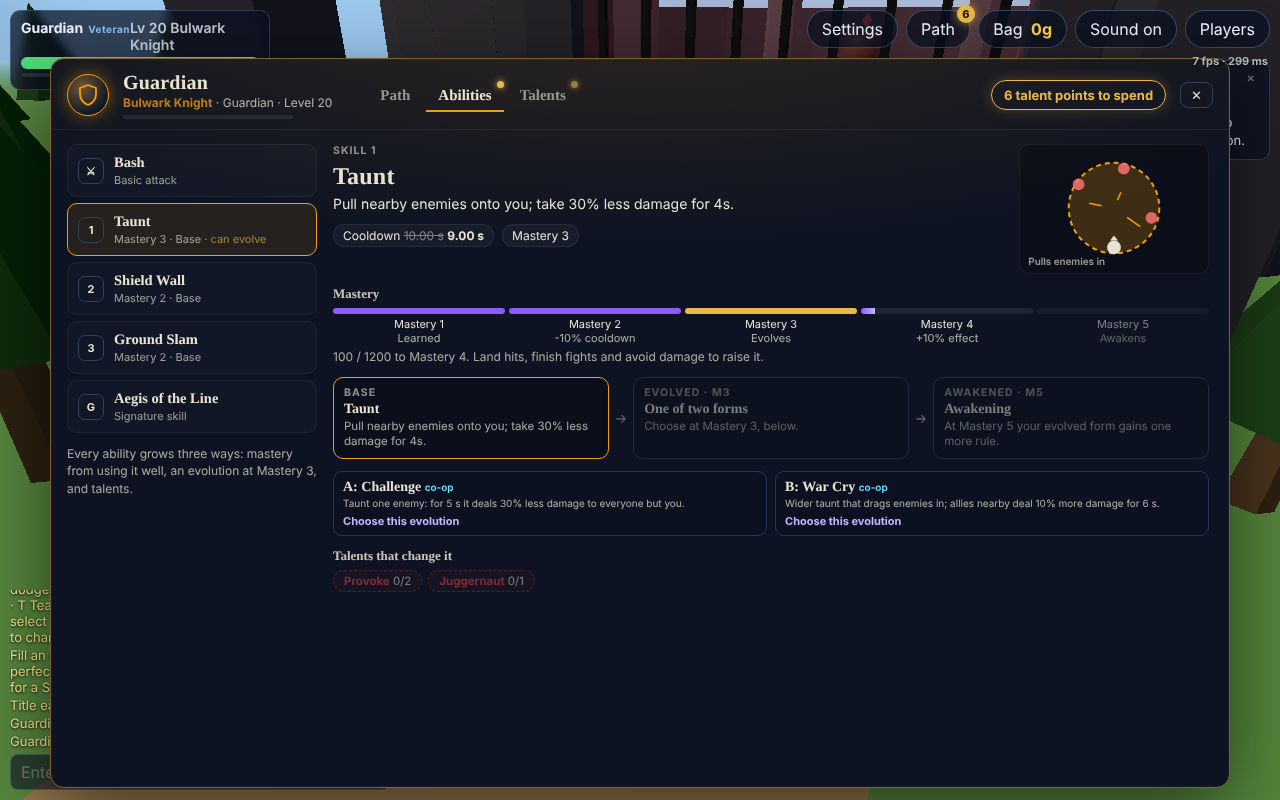 Guardian Veteran Lv 20 Bulwark Knight
Settings
Path 6
Bag 0g
Sound on
Players
7 fps · 299 ms
Guardian
Bulwark Knight · Guardian · Level 20
Path
Abilities
Talents
6 talent points to spend
×
×
on.
Bash
Basic attack
1
Taunt
Mastery 3 · Base · can evolve
2
Shield Wall
Mastery 2 · Base
3
Ground Slam
Mastery 2 · Base
G
Aegis of the Line
Signature skill
Every ability grows three ways: mastery
from using it well, an evolution at Mastery 3,
and talents.
SKILL 1
Taunt
Pull nearby enemies onto you; take 30% less damage for 4s.
Cooldown 10.00 s 9.00 s
Mastery 3
Pulls enemies in
Mastery
Mastery 1
Learned
Mastery 2
-10% cooldown
Mastery 3
Evolves
Mastery 4
+10% effect
Mastery 5
Awakens
100 / 1200 to Mastery 4. Land hits, finish fights and avoid damage to raise it.
BASE
Taunt
Pull nearby enemies onto you; take 30% less
damage for 4s.
→
EVOLVED · M3
One of two forms
Choose at Mastery 3, below.
→
AWAKENED · M5
Awakening
At Mastery 5 your evolved form gains one
more rule.
A: Challenge co-op
Taunt one enemy: for 5 s it deals 30% less damage to everyone but you.
Choose this evolution
B: War Cry co-op
Wider taunt that drags enemies in; allies nearby deal 10% more damage for 6 s.
Choose this evolution
Talents that change it
Provoke 0/2
Juggernaut 0/1
· T
select
Fill an
for a S
Title